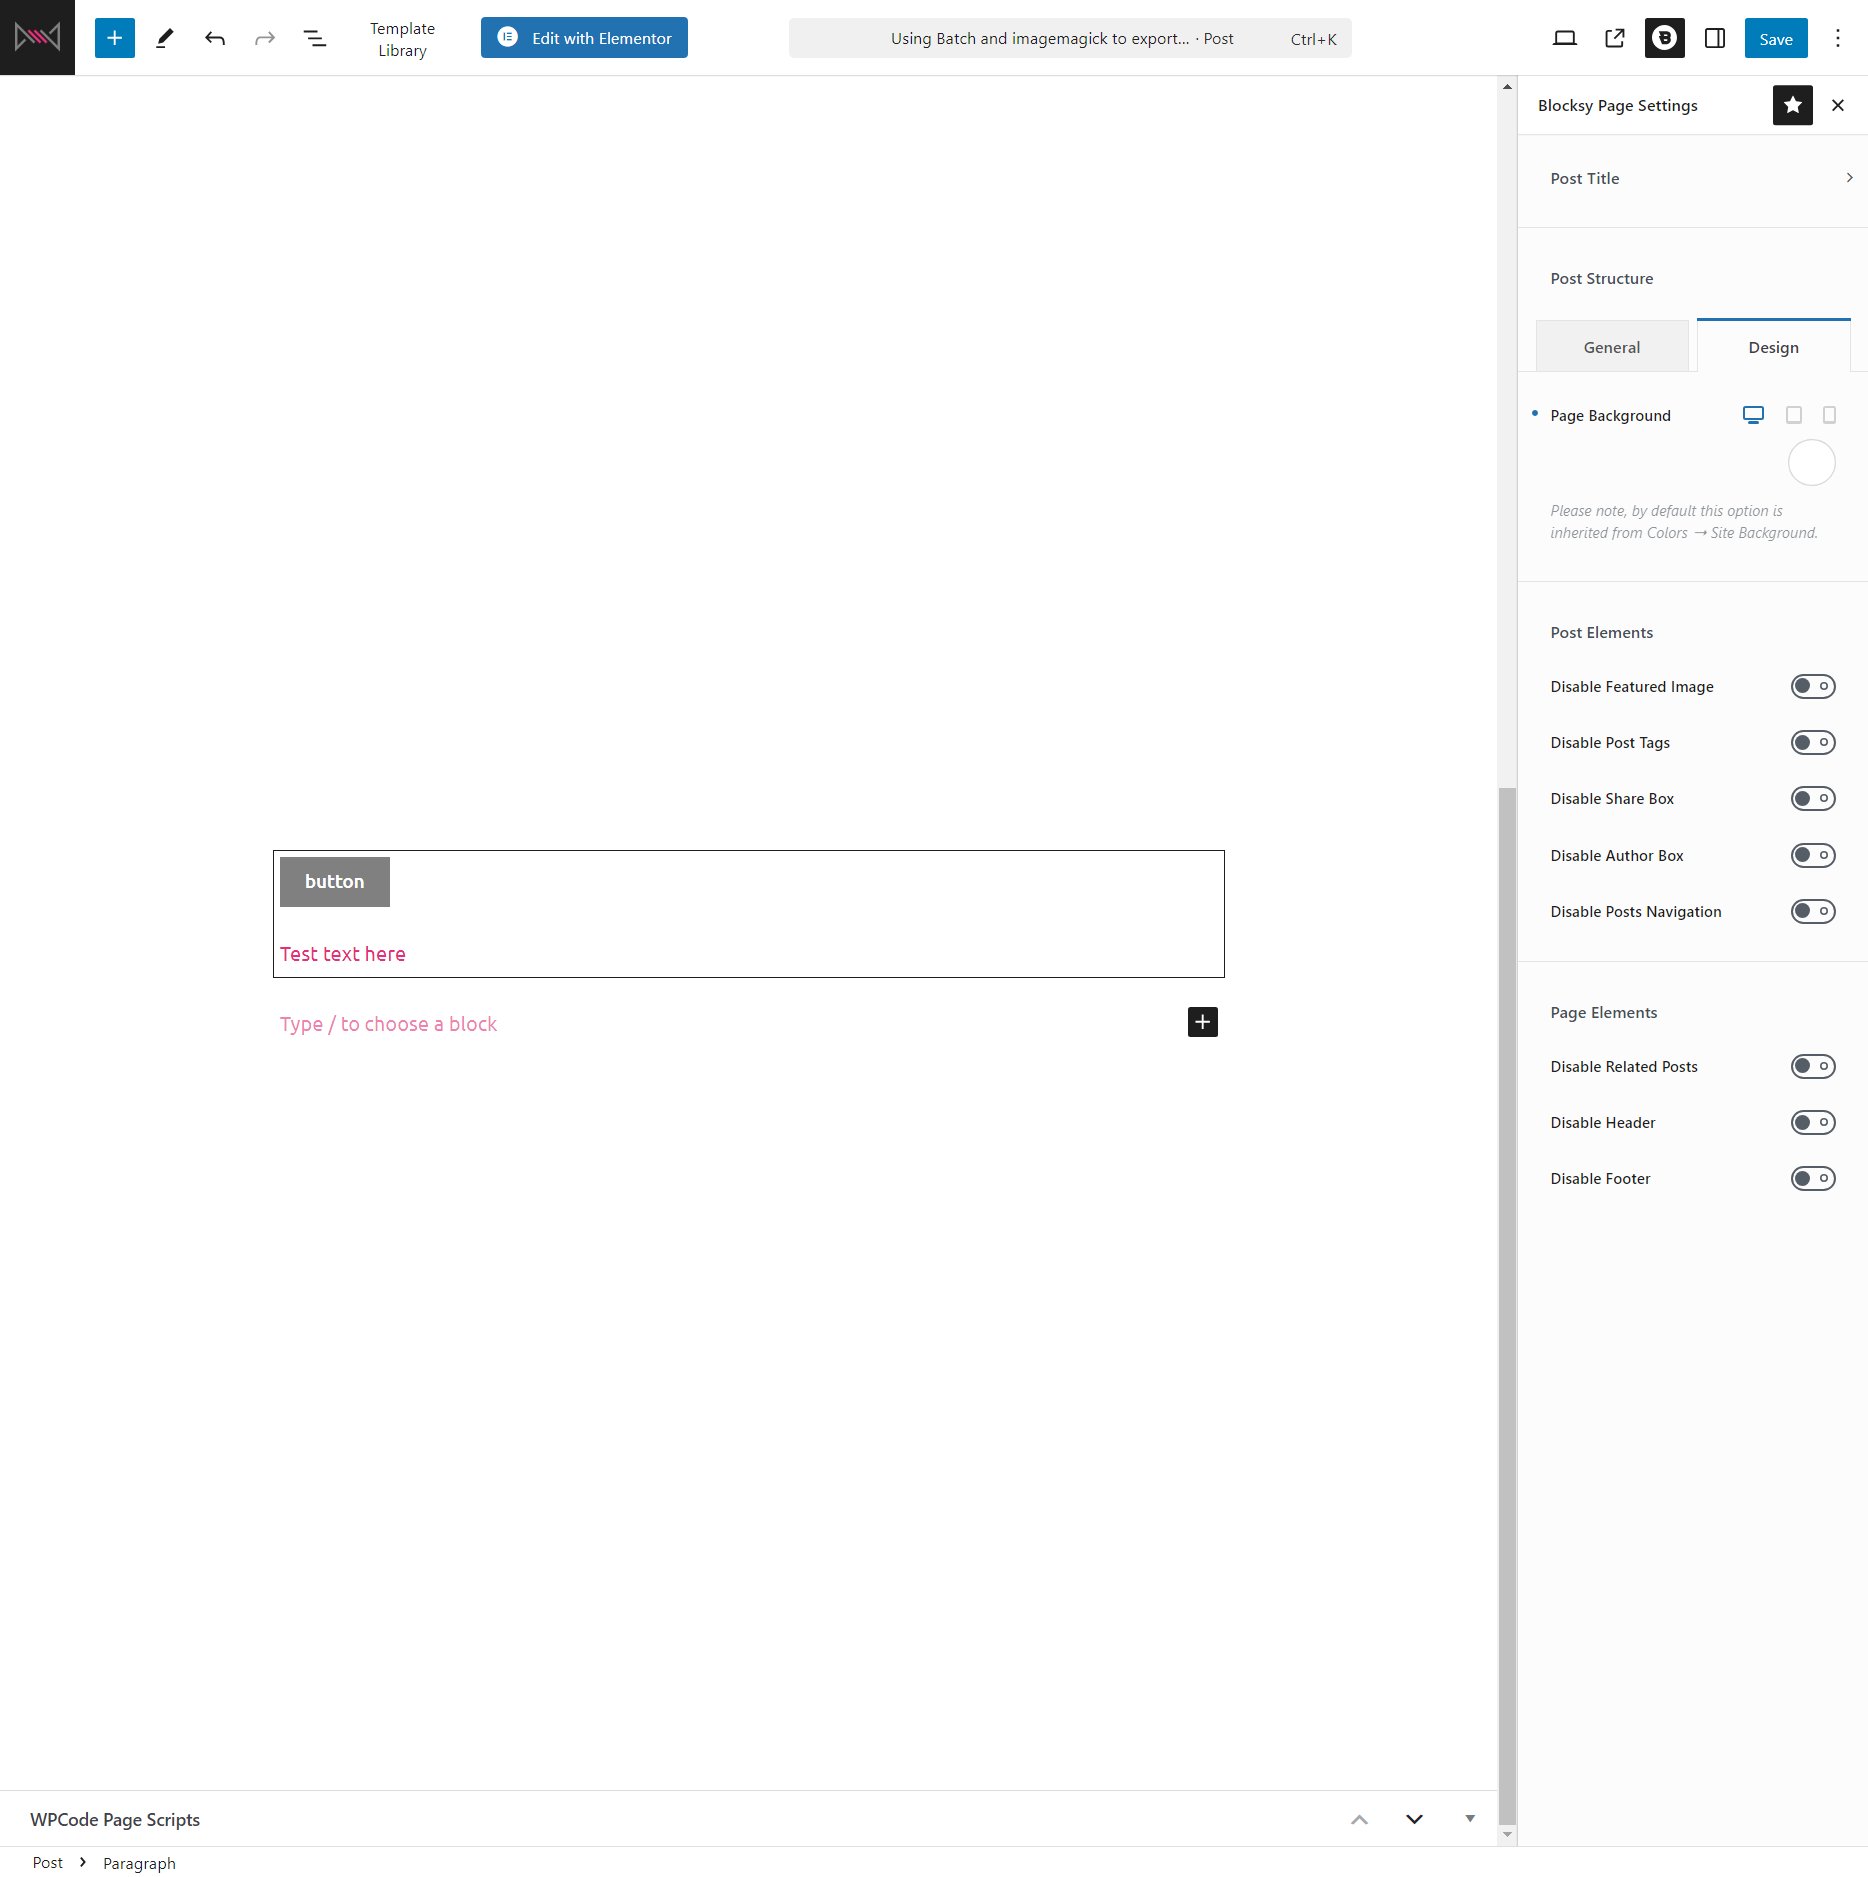 Template
Library
Edit with Elementor
Using Batch and imagemagick to export... · Post
Ctrl+K
Save
Blocksy Page Settings
Post Title
Post Structure
General
Design
Page Background
Please note, by default this option is
inherited from Colors → Site Background.
Post Elements
Disable Featured Image
Disable Post Tags
Disable Share Box
Disable Author Box
Disable Posts Navigation
Page Elements
Disable Related Posts
Disable Header
Disable Footer
button
Test text here
Type / to choose a block
WPCode Page Scripts
Post
Paragraph